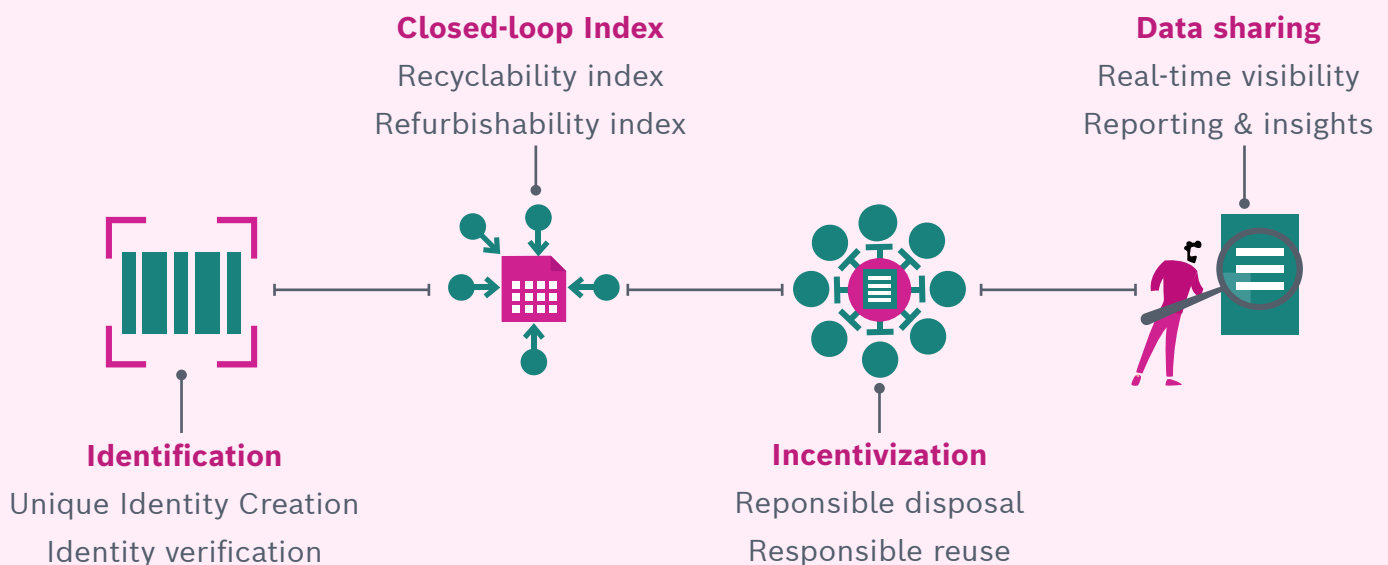 Closed-loop Index
Recyclability index
Refurbishability index
Data sharing
Real-time visibility
Reporting & insights
Identification
Unique Identity Creation
Identity verification
Incentivization
Reponsible disposal
Responsible reuse